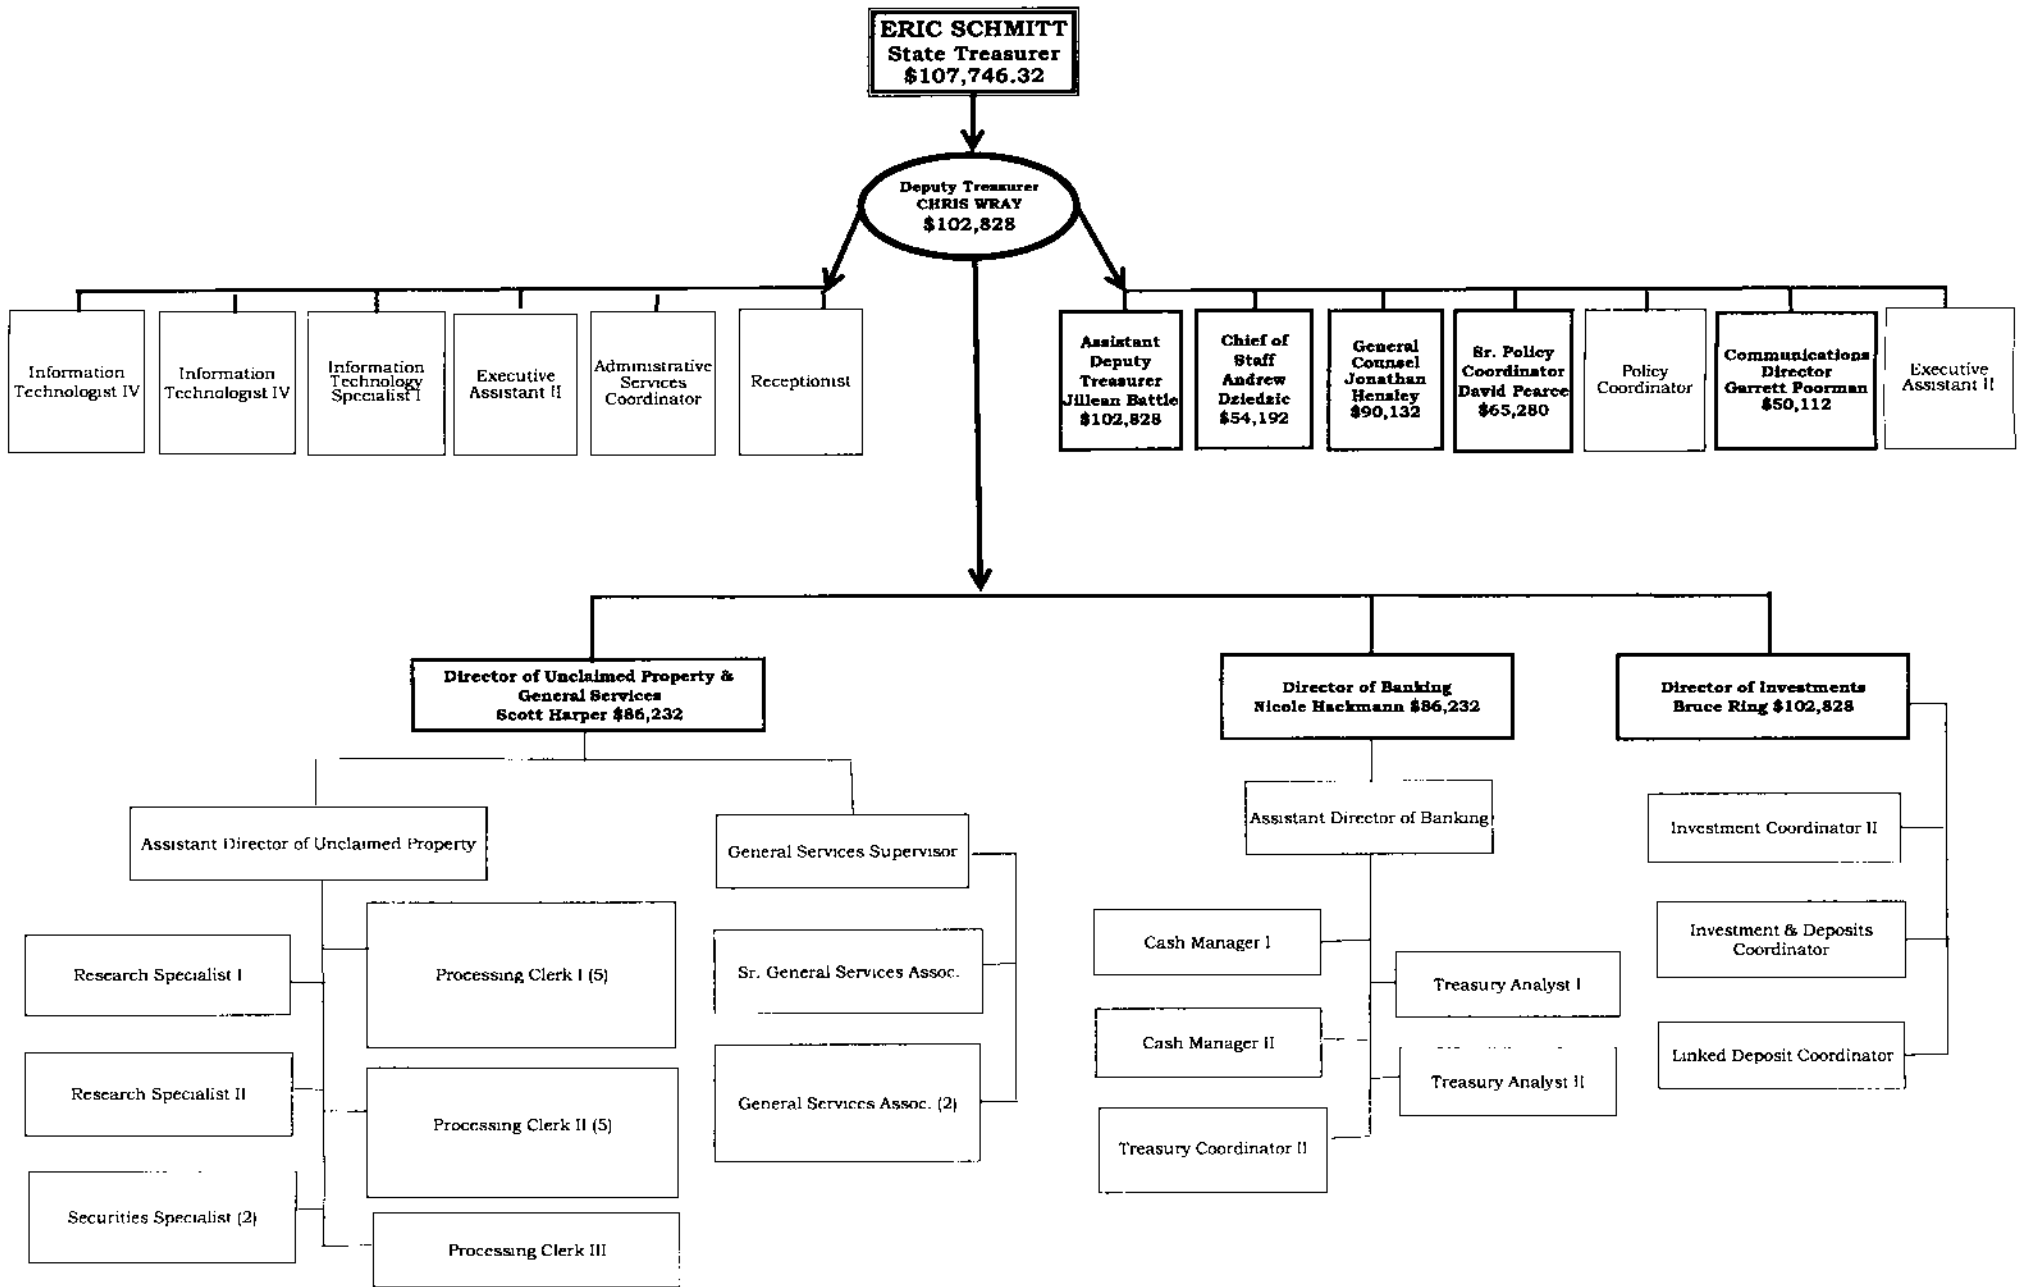 ERIC SCHMITT
State Treasurer
$107,746.32
Deputy Treasurer
CHRIS WRAY
$102,828
Information
Technologist IV
Information
Technologist IV
Information
Technology
Specialist I
Executive
Assistant II
Administrative
Services
Coordinator
Receptionist
Assistant
Deputy
Treasurer
Jillean Battle
$102,828
Chief of
Staff
Andrew
Dziedzic
$54,192
General
Counsel
Jonathan
Hensley
$90,132
Sr. Policy
Coordinator
David Pearce
$65,280
Policy
Coordinator
Communications
Director
Garrett Poorman
$50,112
Executive
Assistant II
Director of Unclaimed Property &
General Services
Scott Harper $86,232
Director of Banking
Nicole Hackmann $86,232
Director of Investments
Bruce Ring $102,828
Assistant Director of Unclaimed Property
General Services Supervisor
Assistant Director of Banking
Investment Coordinator II
Research Specialist I
Processing Clerk I (5)
Sr. General Services Assoc.
Cash Manager I
Treasury Analyst I
Investment & Deposits
Coordinator
Research Specialist II
Processing Clerk II (5)
General Services Assoc. (2)
Cash Manager II
Treasury Analyst II
Linked Deposit Coordinator
Securities Specialist (2)
Processing Clerk III
Treasury Coordinator II